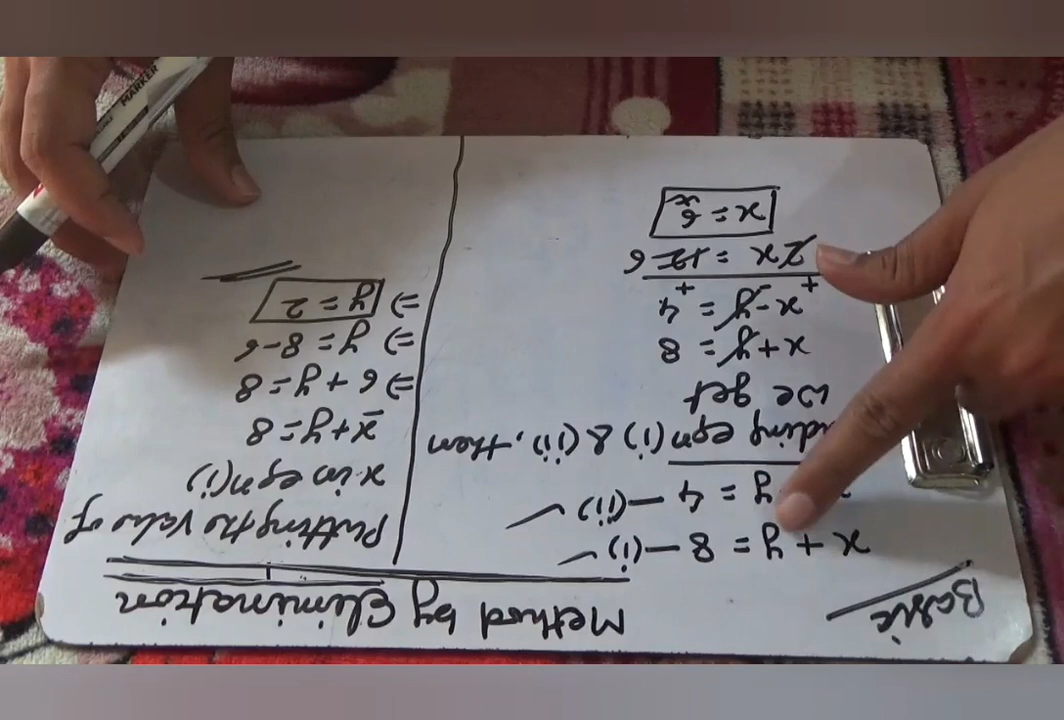 Basic
Method by Elimination
x + y = 8 —(i)
y = 4 —(ii)
eqn (i) & (ii), then
we get
x + y = 8
x - y = 4
+ +
2x = 12 6
x = 6
Putting the value of
x in eqn (i)
x + y = 8
⇒ 6 + y = 8
⇒ y = 8 - 6
⇒ y = 2
MARKER